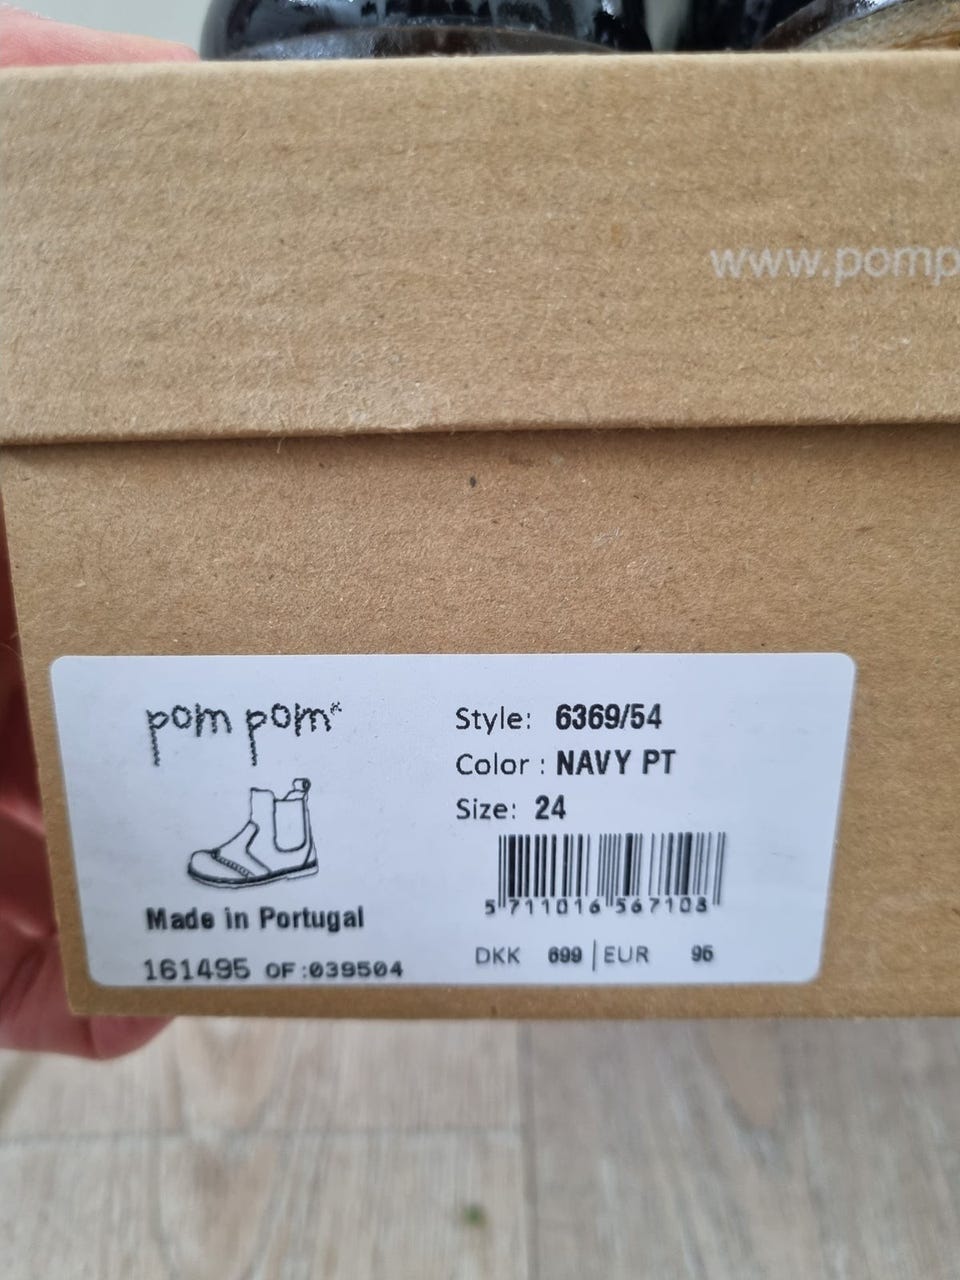 www.pomp
pom pom
Style: 6369/54
Color : NAVY PT
Size: 24
5 711016 567108
Made in Portugal
DKK 699 | EUR 95
161495 OF:039504